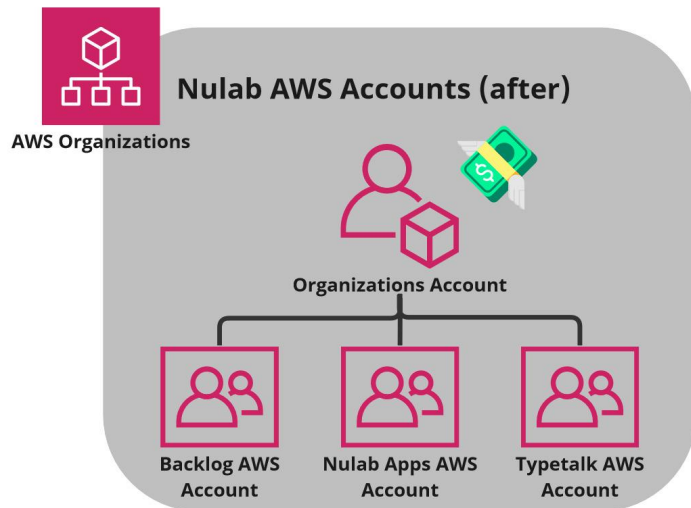 Nulab AWS Accounts (after)
AWS Organizations
$
Organizations Account
Backlog AWS
Account
Nulab Apps AWS
Account
Typetalk AWS
Account